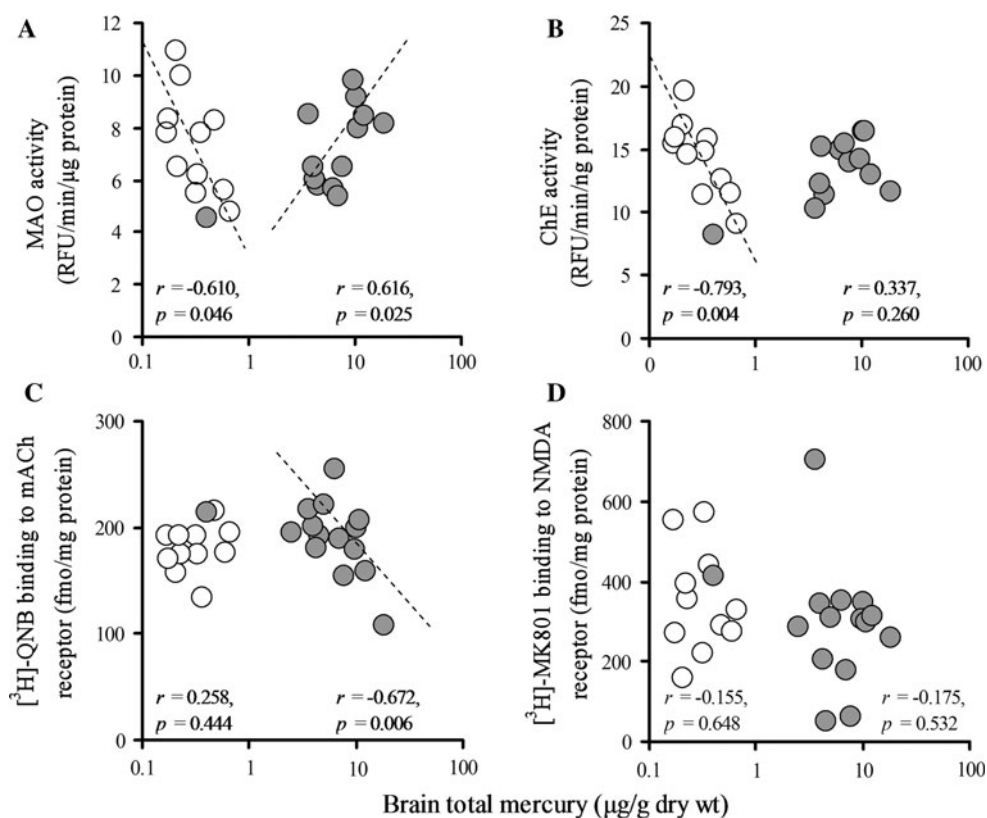 A
MAO activity
(RFU/min/µg protein)
12
10
8
6
4
2
0
0.1
1
10
100
r = -0.610,
p = 0.046
r = 0.616,
p = 0.025
B
ChE activity
(RFU/min/ng protein)
25
20
15
10
5
0
0
1
10
100
r = -0.793,
p = 0.004
r = 0.337,
p = 0.260
C
[³H]-QNB binding to mACh
receptor (fmo/mg protein)
300
200
100
0
0.1
1
10
100
r = 0.258,
p = 0.444
r = -0.672,
p = 0.006
D
[³H]-MK801 binding to NMDA
receptor (fmo/mg protein)
800
600
400
200
0
0.1
1
10
100
r = -0.155,
p = 0.648
r = -0.175,
p = 0.532
Brain total mercury (µg/g dry wt)